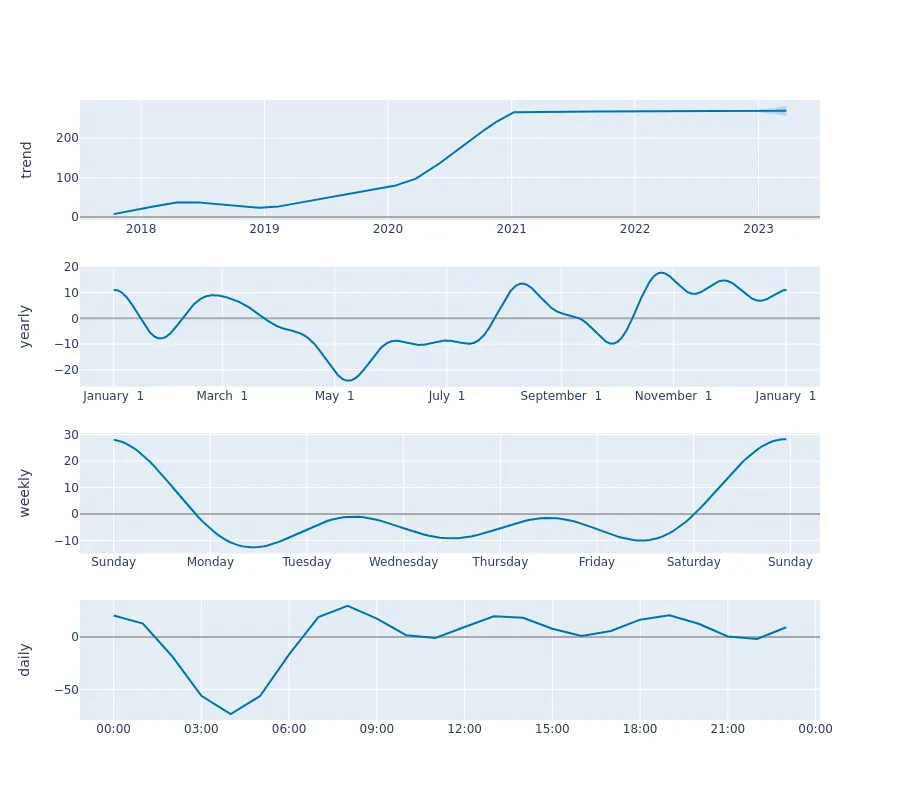 trend
200
100
0
2018 2019 2020 2021 2022 2023
yearly
20
10
0
−10
−20
January 1 March 1 May 1 July 1 September 1 November 1 January 1
weekly
30
20
10
0
−10
Sunday Monday Tuesday Wednesday Thursday Friday Saturday Sunday
daily
0
−50
00:00 03:00 06:00 09:00 12:00 15:00 18:00 21:00 00:00